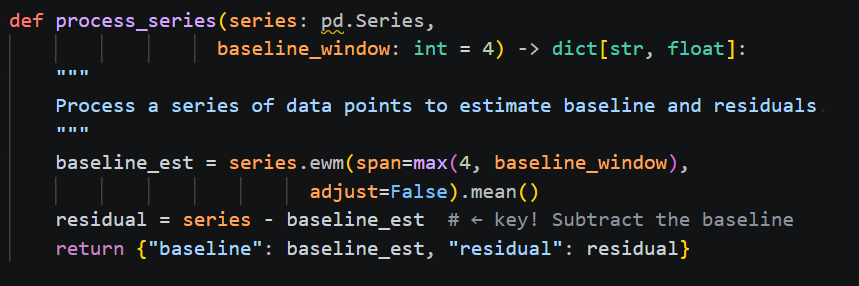 def process_series(series: pd.Series,
                   baseline_window: int = 4) -> dict[str, float]:
    """
    Process a series of data points to estimate baseline and residuals
    """
    baseline_est = series.ewm(span=max(4, baseline_window),
                              adjust=False).mean()
    residual = series - baseline_est  # ← key! Subtract the baseline
    return {"baseline": baseline_est, "residual": residual}